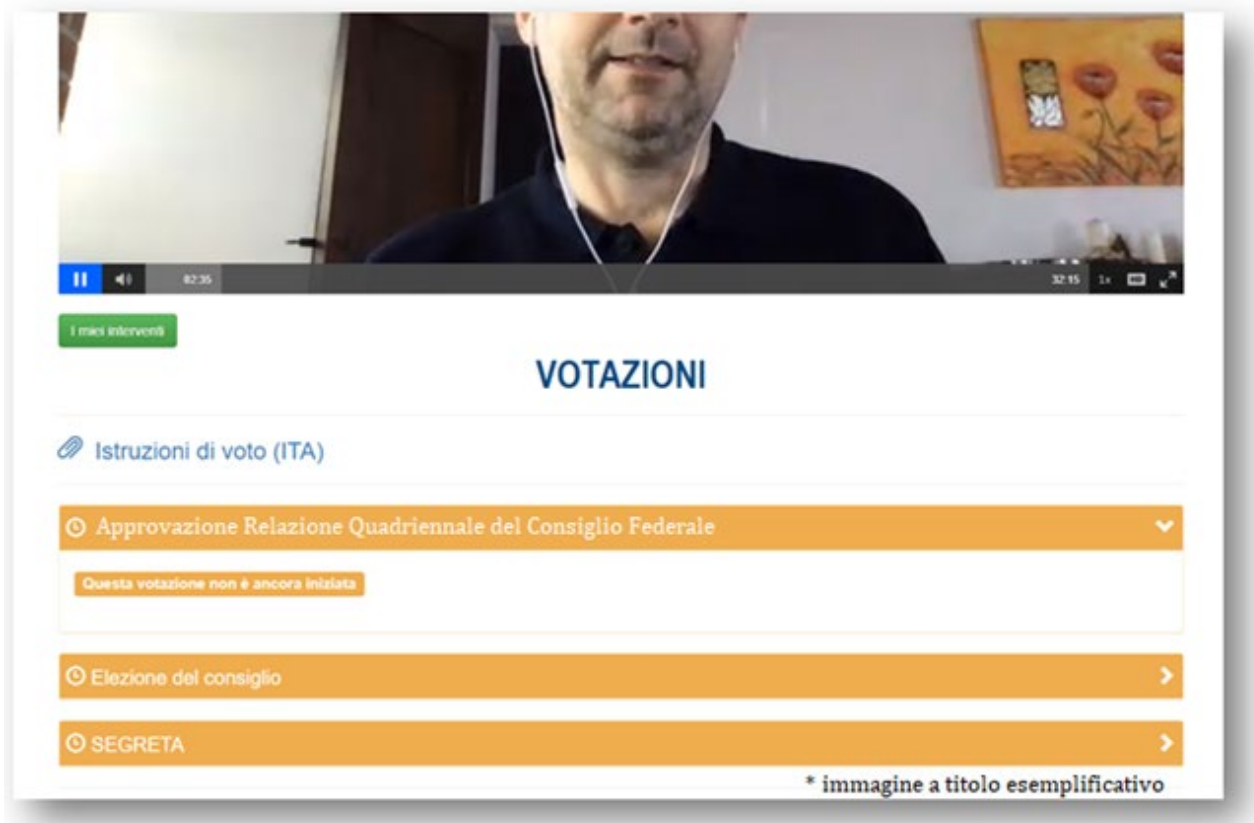 02:35
32:15 1x
I miei interventi
VOTAZIONI
Istruzioni di voto (ITA)
Approvazione Relazione Quadriennale del Consiglio Federale
Questa votazione non è ancora iniziata
Elezione del consiglio
SEGRETA
* immagine a titolo esemplificativo